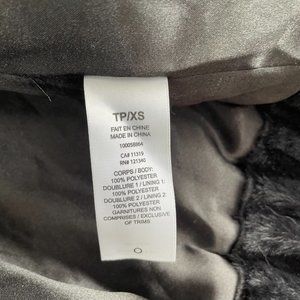 TP/XS
FAIT EN CHINE
MADE IN CHINA
100058864
CA# 11319
RN# 121340
CORPS / BODY:
100% POLYESTER
DOUBLURE 1 / LINING 1:
100% POLYESTER
DOUBLURE 2 / LINING 2:
100% POLYESTER
GARNITURES NON
COMPRISES / EXCLUSIVE
OF TRIMS